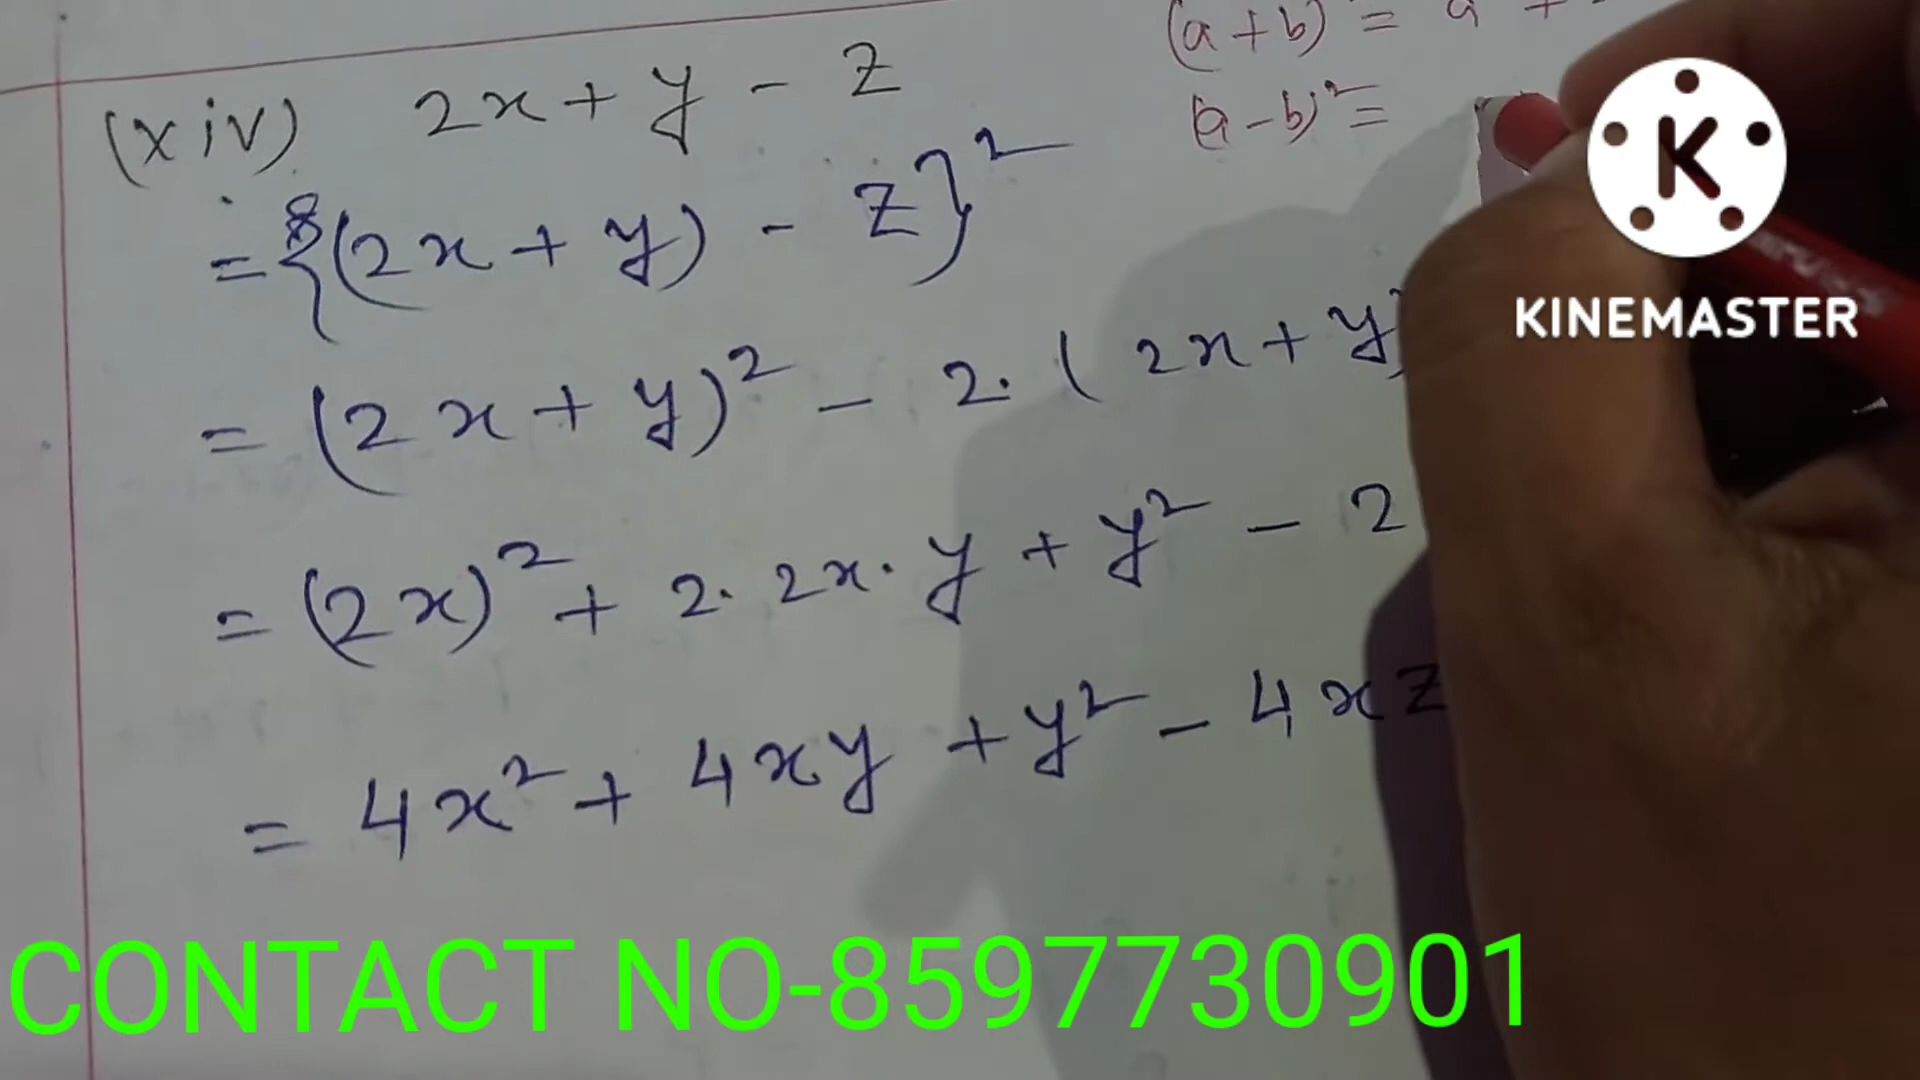 (a+b) = a +
(xiv) 2x + y - z
(a-b)² =
= {(2x + y) - z}²
= (2x + y)² - 2. (2x + y)
= (2x)² + 2. 2x. y + y² - 2
= 4x² + 4xy + y² - 4xz
KINEMASTER
CONTACT NO-8597730901